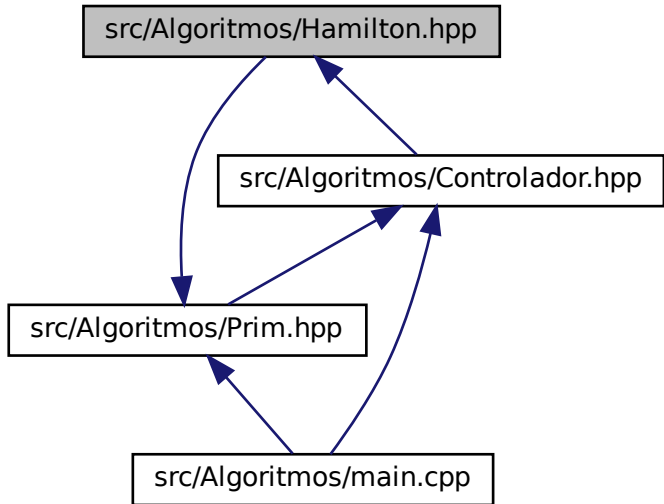 src/Algoritmos/Hamilton.hpp
src/Algoritmos/Controlador.hpp
src/Algoritmos/Prim.hpp
src/Algoritmos/main.cpp